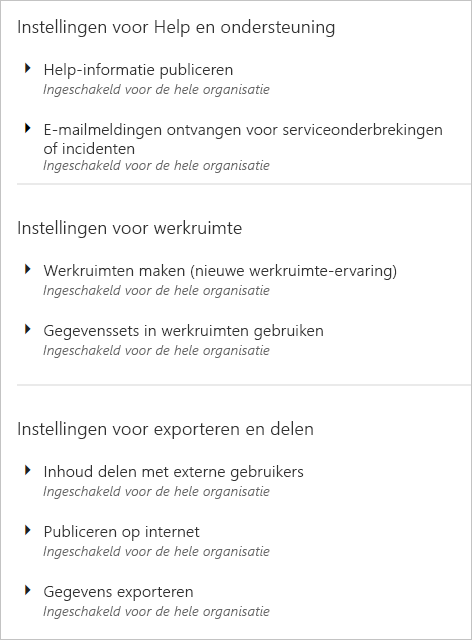 Instellingen voor Help en ondersteuning
Help-informatie publiceren
Ingeschakeld voor de hele organisatie
E-mailmeldingen ontvangen voor serviceonderbrekingen
of incidenten
Ingeschakeld voor de hele organisatie
Instellingen voor werkruimte
Werkruimten maken (nieuwe werkruimte-ervaring)
Ingeschakeld voor de hele organisatie
Gegevenssets in werkruimten gebruiken
Ingeschakeld voor de hele organisatie
Instellingen voor exporteren en delen
Inhoud delen met externe gebruikers
Ingeschakeld voor de hele organisatie
Publiceren op internet
Ingeschakeld voor de hele organisatie
Gegevens exporteren
Ingeschakeld voor de hele organisatie